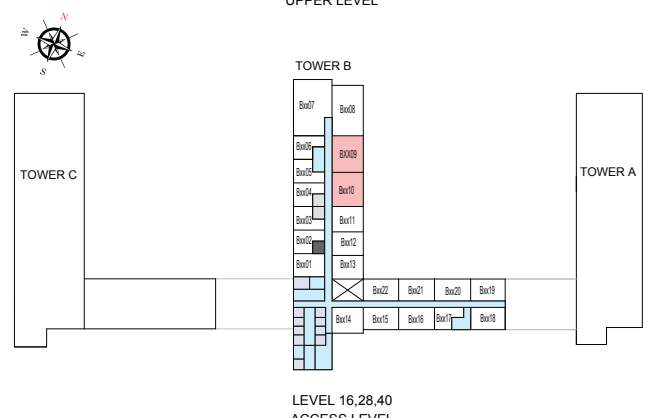 UPPER LEVEL
N
W
E
S
TOWER B
Bxx07
Bxx08
TOWER C
TOWER A
Bxx06
BXX09
Bxx05
Bxx04
Bxx10
Bxx03
Bxx11
Bxx02
Bxx12
Bxx01
Bxx13
Bxx22
Bxx21
Bxx20
Bxx19
Bxx14
Bxx15
Bxx16
Bxx17
Bxx18
LEVEL 16,28,40
ACCESS LEVEL